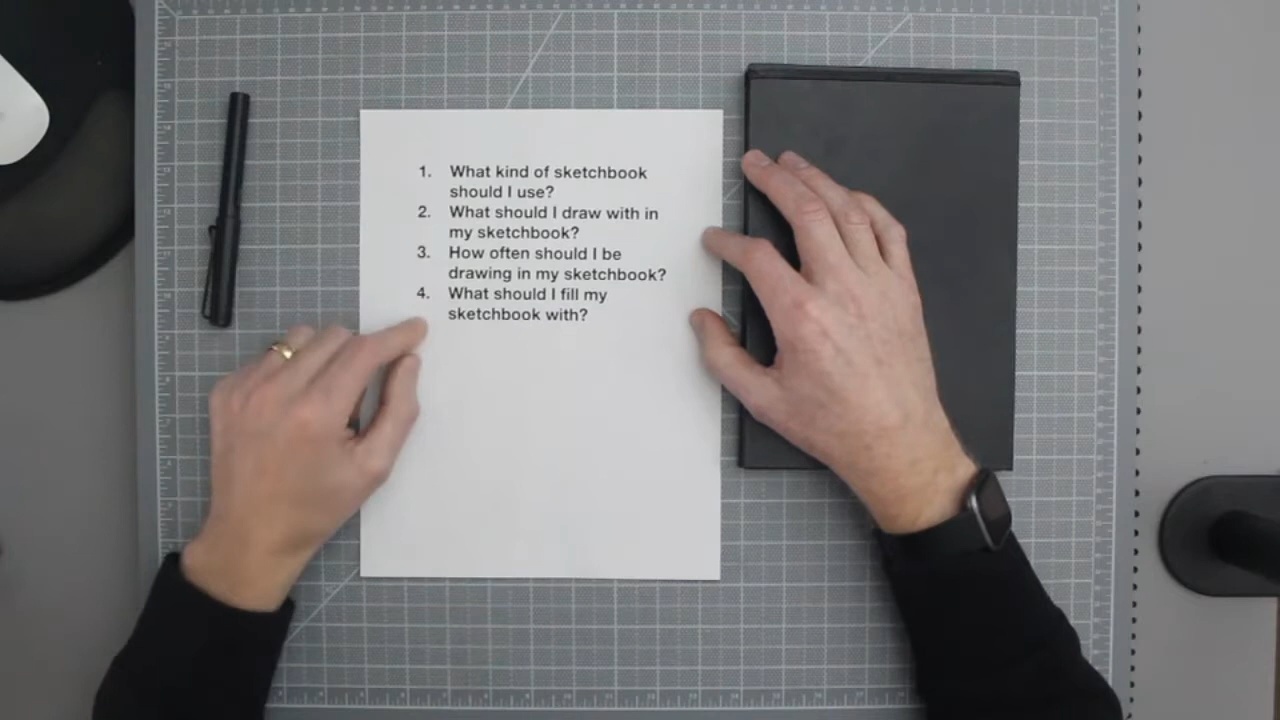 1. What kind of sketchbook
should I use?
2. What should I draw with in
my sketchbook?
3. How often should I be
drawing in my sketchbook?
4. What should I fill my
sketchbook with?